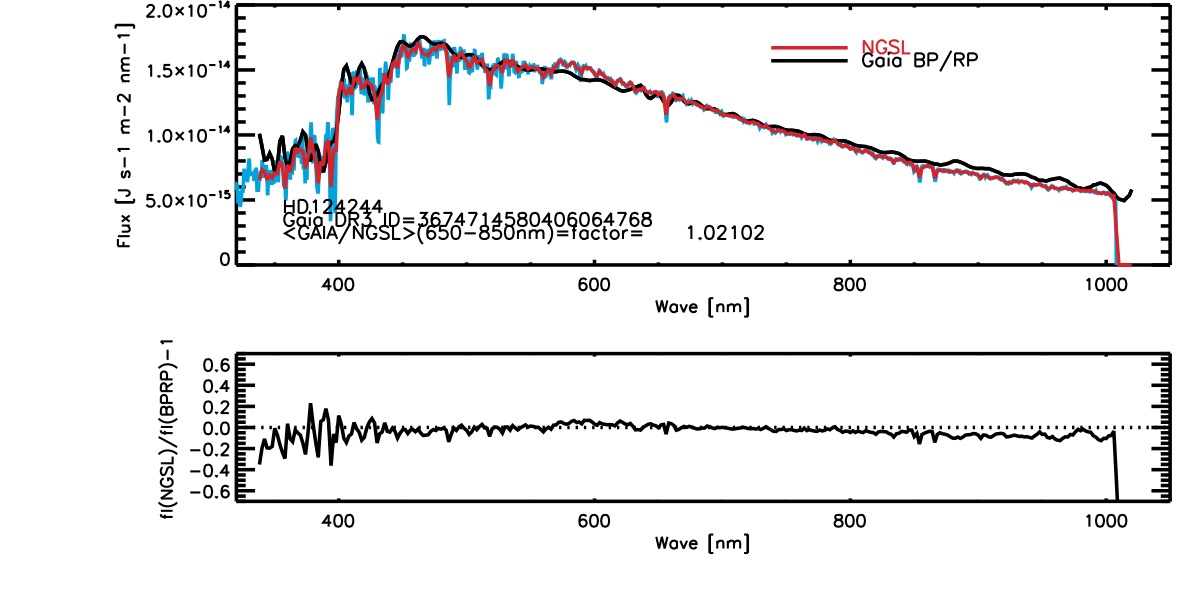 2.0×10⁻¹⁴
1.5×10⁻¹⁴
1.0×10⁻¹⁴
5.0×10⁻¹⁵
0
Flux [J s−1 m−2 nm−1]
NGSL
Gaia BP/RP
HD124244
Gaia DR3 ID=3674714580406064768
<GAIA/NGSL>(650−850nm)=factor= 1.02102
400 600 800 1000
Wave [nm]
fl(NGSL)/fl(BPRP)−1
0.6
0.4
0.2
0.0
−0.2
−0.4
−0.6
400 600 800 1000
Wave [nm]